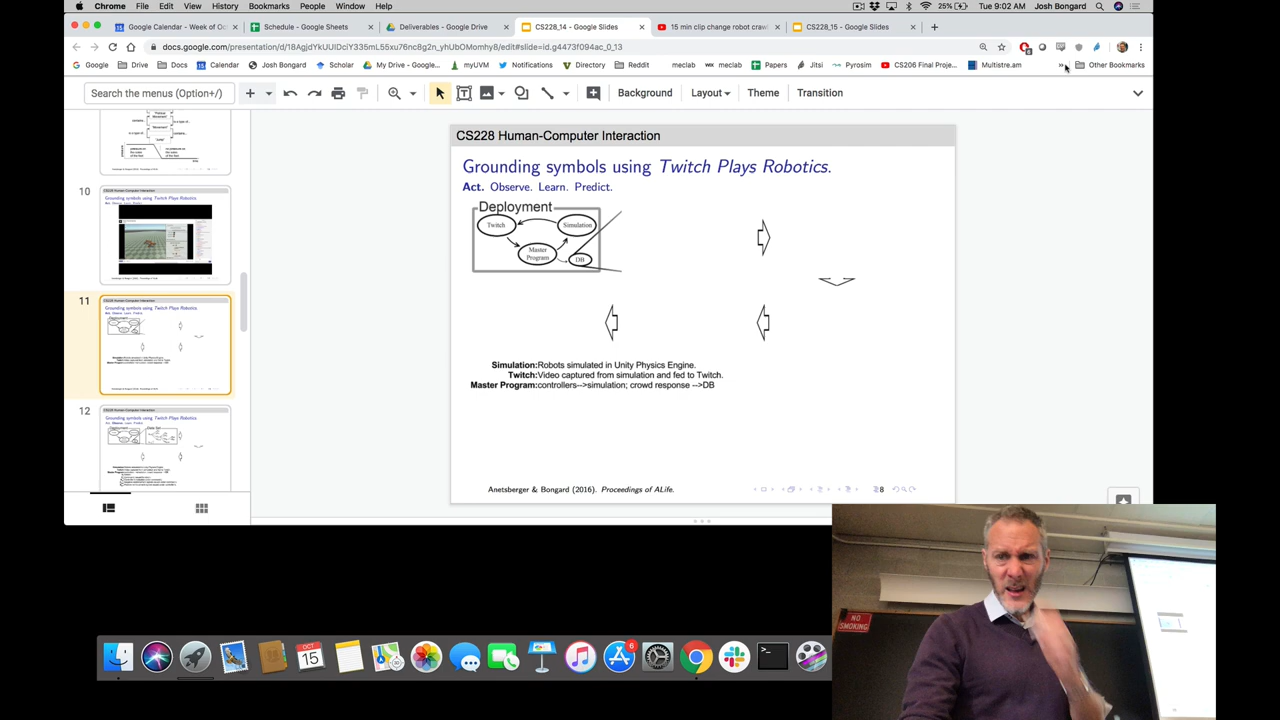 Chrome File Edit View History Bookmarks People Window Help
25% Tue 9:02 AM Josh Bongard
Google Calendar - Week of Oc
Schedule - Google Sheets
Deliverables - Google Drive
CS228_14 - Google Slides
15 min clip change robot craw
CS228_15 - Google Slides
docs.google.com/presentation/d/18AgjdYkUUlDciY335mL55xu76nc8g2n_yhUbOMomhy8/edit#slide=id.g4473f094ac_0_13
Google Drive Docs Calendar Josh Bongard Scholar My Drive - Google... myUVM Notifications Directory Reddit meclab meclab Papers Jitsi Pyrosim CS206 Final Proje... Multistre.am » Other Bookmarks
Search the menus (Option+/)
Background Layout Theme Transition
10
11
12
CS228 Human-Computer Interaction
Grounding symbols using Twitch Plays Robotics.
Act. Observe. Learn. Predict.
Deployment
Twitch
Simulation
Master
Program
DB
Simulation:Robots simulated in Unity Physics Engine.
Twitch:Video captured from simulation and fed to Twitch.
Master Program:controllers-->simulation; crowd response -->DB
Anetsberger & Bongard (2016). Proceedings of ALife.
8
OCT
15
6
NO
SMOKING